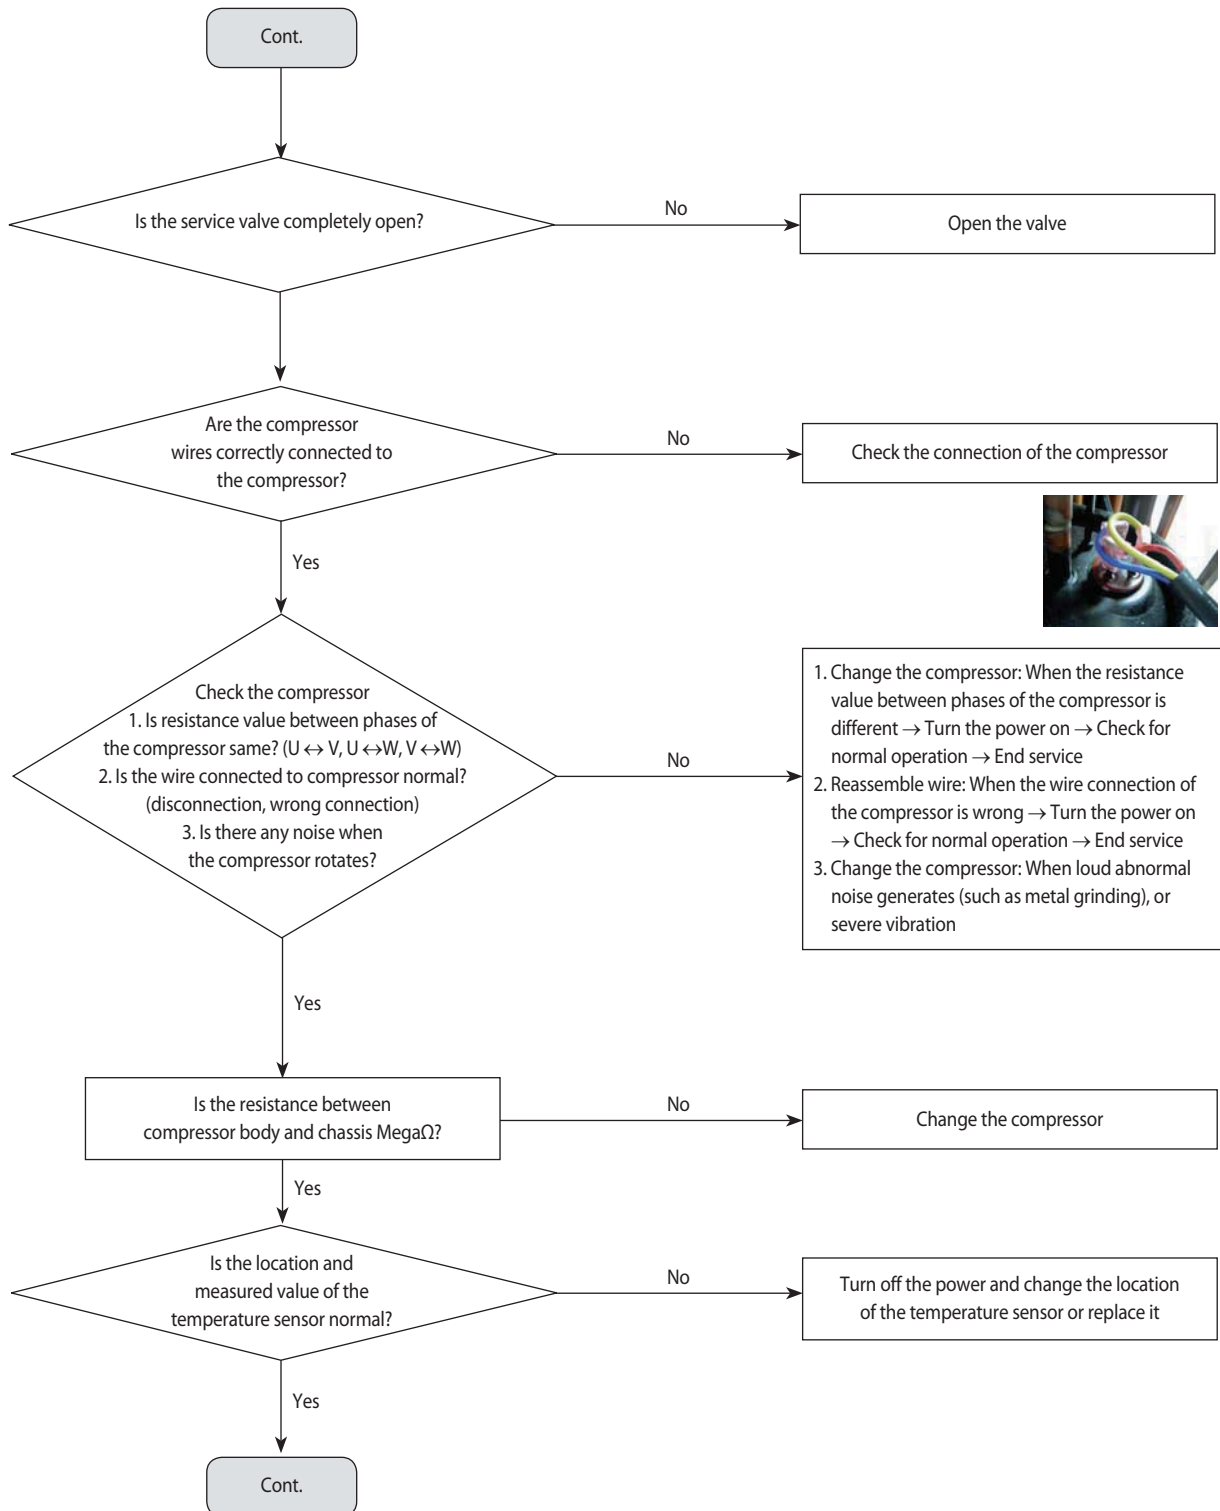 Cont.
Is the service valve completely open?
No
Open the valve
Are the compressor
wires correctly connected to
the compressor?
No
Check the connection of the compressor
Yes
Check the compressor
1. Is resistance value between phases of
the compressor same? (U ↔ V, U ↔W, V ↔W)
2. Is the wire connected to compressor normal?
(disconnection, wrong connection)
3. Is there any noise when
the compressor rotates?
No
1. Change the compressor: When the resistance
value between phases of the compressor is
different → Turn the power on → Check for
normal operation → End service
2. Reassemble wire: When the wire connection of
the compressor is wrong → Turn the power on
→ Check for normal operation → End service
3. Change the compressor: When loud abnormal
noise generates (such as metal grinding), or
severe vibration
Yes
Is the resistance between
compressor body and chassis MegaΩ?
No
Change the compressor
Yes
Is the location and
measured value of the
temperature sensor normal?
No
Turn off the power and change the location
of the temperature sensor or replace it
Yes
Cont.